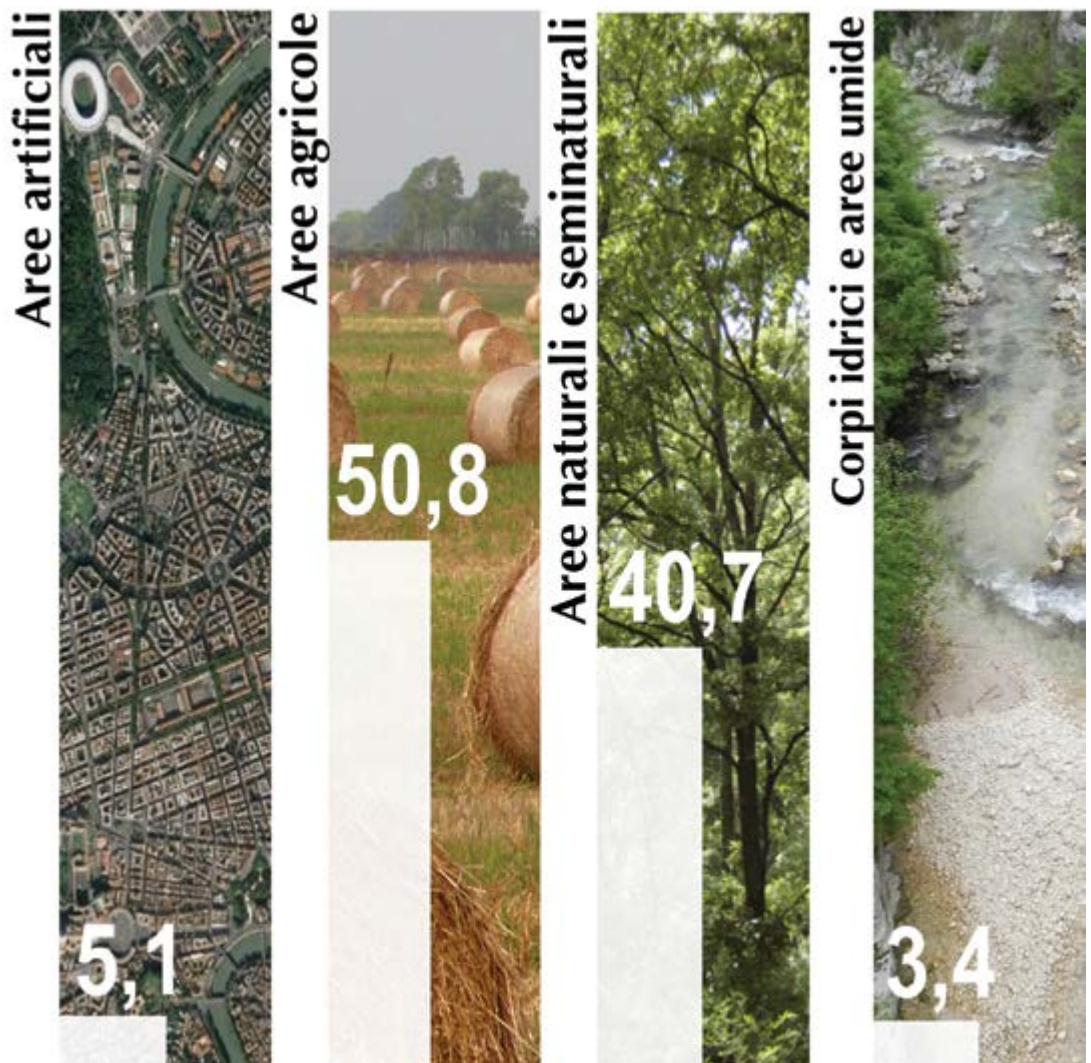 Aree artificiali
5,1
Aree agricole
50,8
Aree naturali e seminaturali
40,7
Corpi idrici e aree umide
3,4